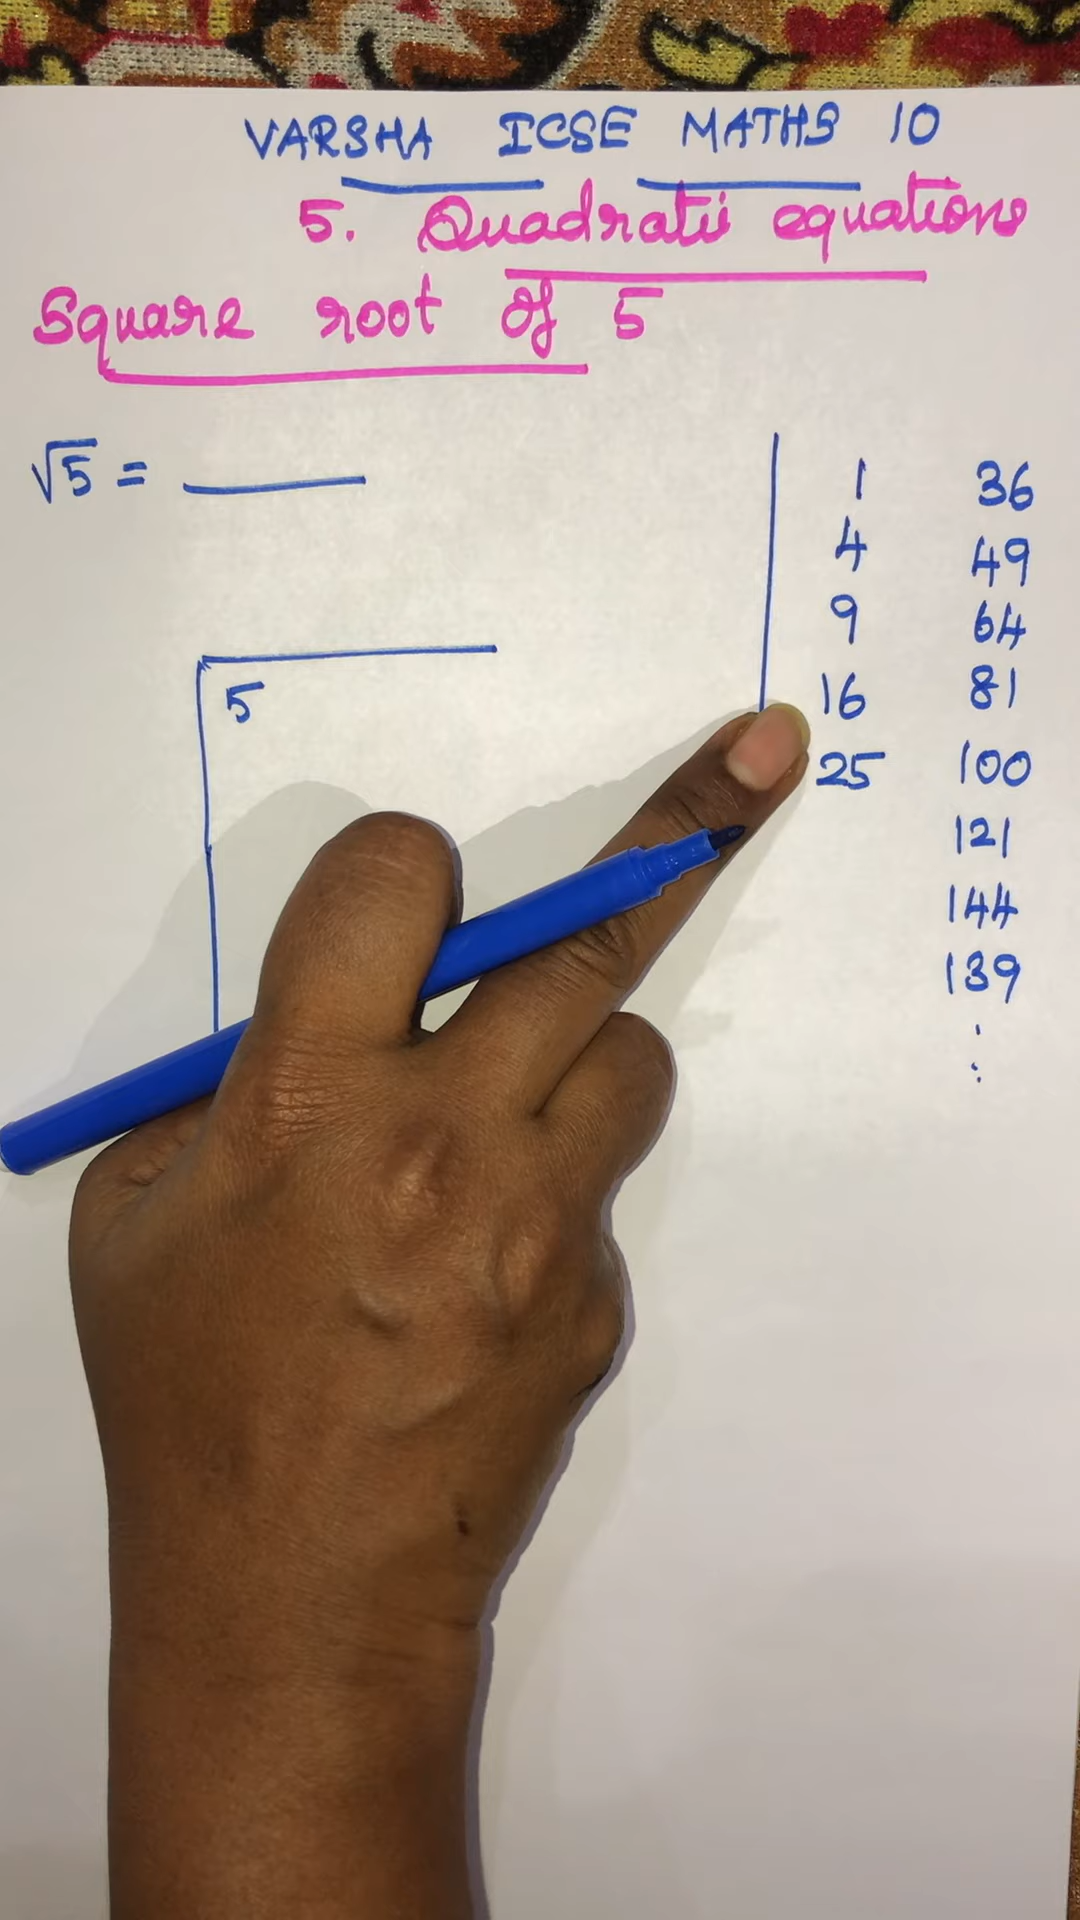 VARSHA ICSE MATHS 10
5. Quadratic equations
Square root of 5
√5 = ____
5
1 36
4 49
9 64
16 81
25 100
121
144
139